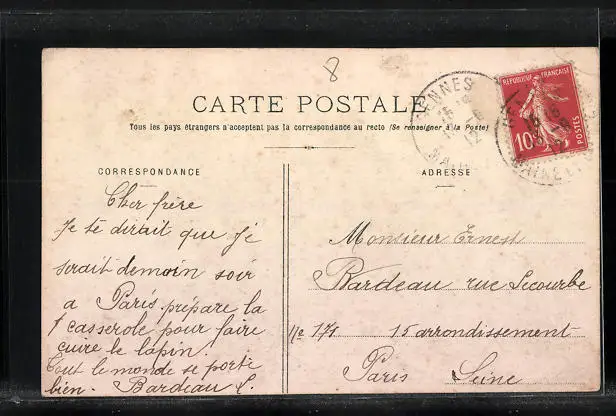 8
CARTE POSTALE
Tous les pays étrangers n'acceptent pas la correspondance au recto (Se renseigner à la Poste)
CORRESPONDANCE
Cher frère
Je te dirait que Jé
serait demain soir
a Paris prépare la
casserole pour faire
cuire le lapin.
Tout le monde se porte
bien. Bardeau L.
ADRESSE
Monsieur Ernest
Bardeau rue Lecourbe
No 171 15 arrondissement
Paris Seine
RENNES
REPUBLIQUE FRANÇAISE
10
POSTES